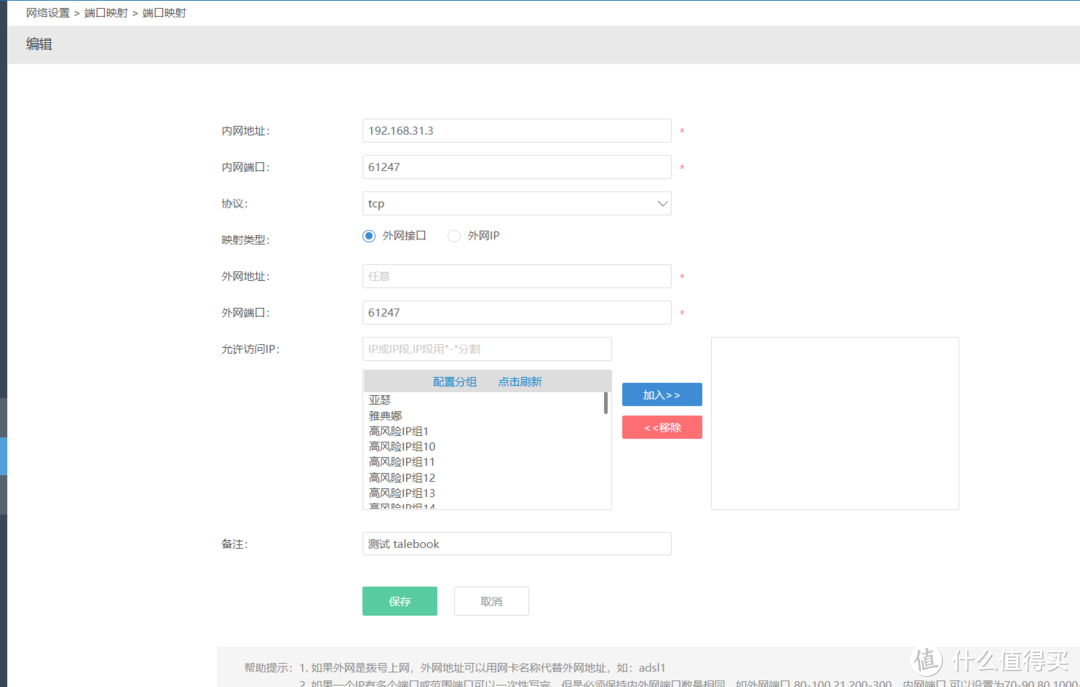 网络设置 > 端口映射 > 端口映射
编辑
内网地址： 192.168.31.3 *
内网端口： 61247 *
协议： tcp
映射类型： 外网接口 外网IP
外网地址： 任意 *
外网端口： 61247 *
允许访问IP： IP或IP段,IP段用"-"分割
配置分组 点击刷新
亚瑟
雅典娜
高风险IP组1
高风险IP组10
高风险IP组11
高风险IP组12
高风险IP组13
高风险IP组14
加入>>
<<移除
备注： 测试 talebook
保存 取消
帮助提示：1. 如果外网是拨号上网，外网地址可以用网卡名称代替外网地址，如：adsl1
2. 如果一个IP有多个端口或范围端口可以一次性写完，但是必须保持内外网端口数量相同，如外网端口 80-100,21,200-300，内网端口 可以设置为70-90,80,1000
值 什么值得买